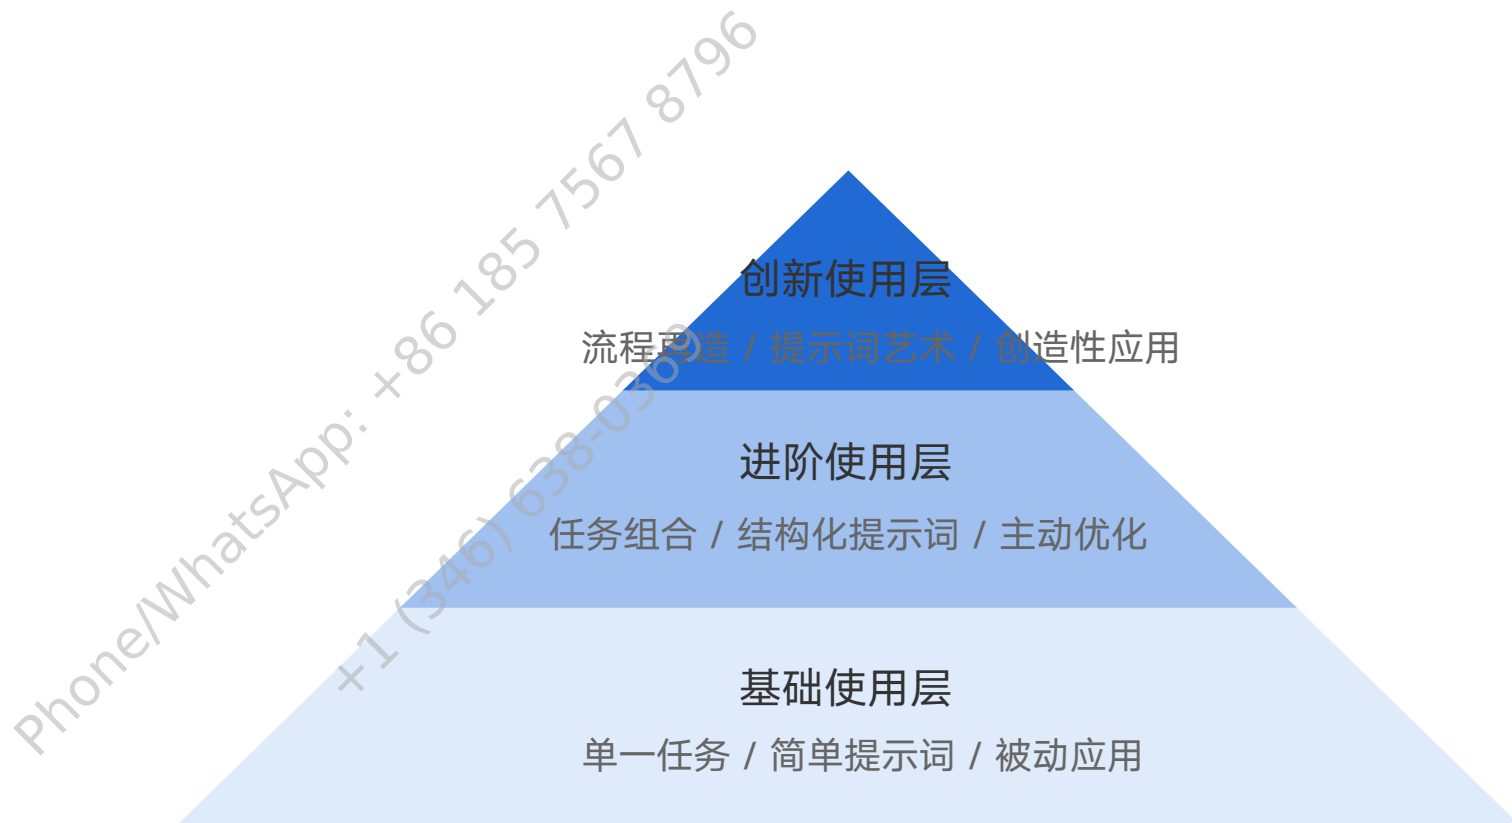 Phone/WhatsApp: +86 185 7567 8796
+1 (346) 638-0369
创新使用层
流程再造 / 提示词艺术 / 创造性应用
进阶使用层
任务组合 / 结构化提示词 / 主动优化
基础使用层
单一任务 / 简单提示词 / 被动应用